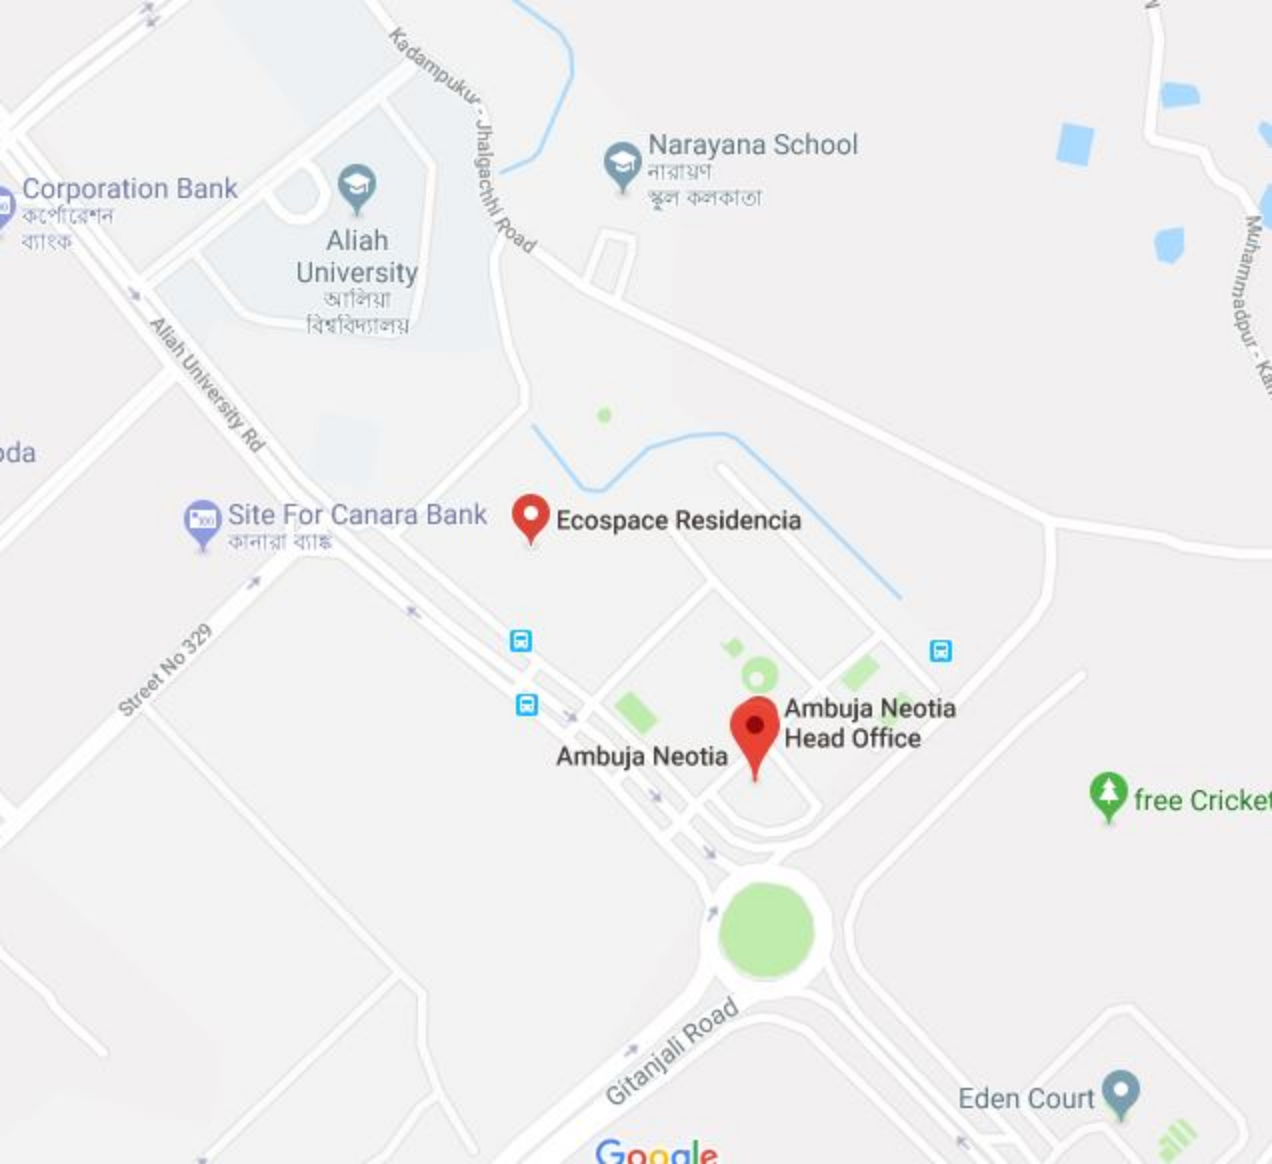 Kadampukur - Jhalgachhi Road
Narayana School
নারায়ণ
স্কুল কলকাতা
Corporation Bank
কর্পোরেশন
ব্যাংক
Aliah
University
আলিয়া
বিশ্ববিদ্যালয়
Muhammadpur - Kan
Aliah University Rd
oda
Site For Canara Bank
কানারা ব্যাঙ্ক
Ecospace Residencia
Street No 329
Ambuja Neotia
Head Office
Ambuja Neotia
free Cricket
Gitanjali Road
Eden Court
Google